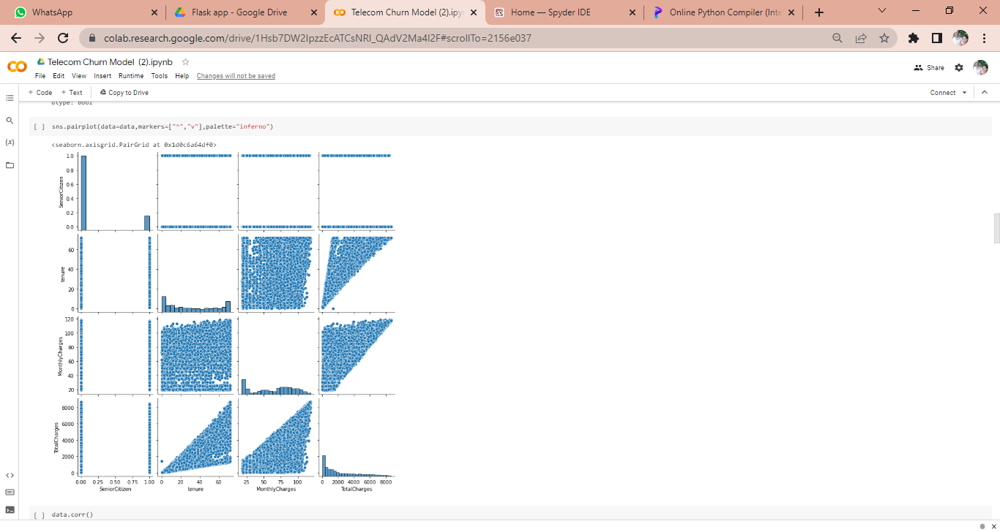 WhatsApp
Flask app - Google Drive
Telecom Churn Model (2).ipyn
Home — Spyder IDE
Online Python Compiler (Inte
colab.research.google.com/drive/1Hsb7DW2IpzzEcATCsNRI_QAdV2Ma4I2F#scrollTo=2156e037
Telecom Churn Model (2).ipynb
File Edit View Insert Runtime Tools Help Changes will not be saved
Share
+ Code + Text Copy to Drive
Connect
dtype: bool
[ ] sns.pairplot(data=data,markers=["^","v"],palette="inferno")
<seaborn.axisgrid.PairGrid at 0x1d0c6a64df0>
1.0
0.8
0.6
0.4
0.2
0.0
SeniorCitizen
60
40
20
0
tenure
120
100
80
60
40
20
MonthlyCharges
8000
6000
4000
2000
0
TotalCharges
0.00 0.25 0.50 0.75 1.00
0 20 40 60
25 50 75 100
0 2000 4000 6000 8000
SeniorCitizen
tenure
MonthlyCharges
TotalCharges
[ ] data.corr()